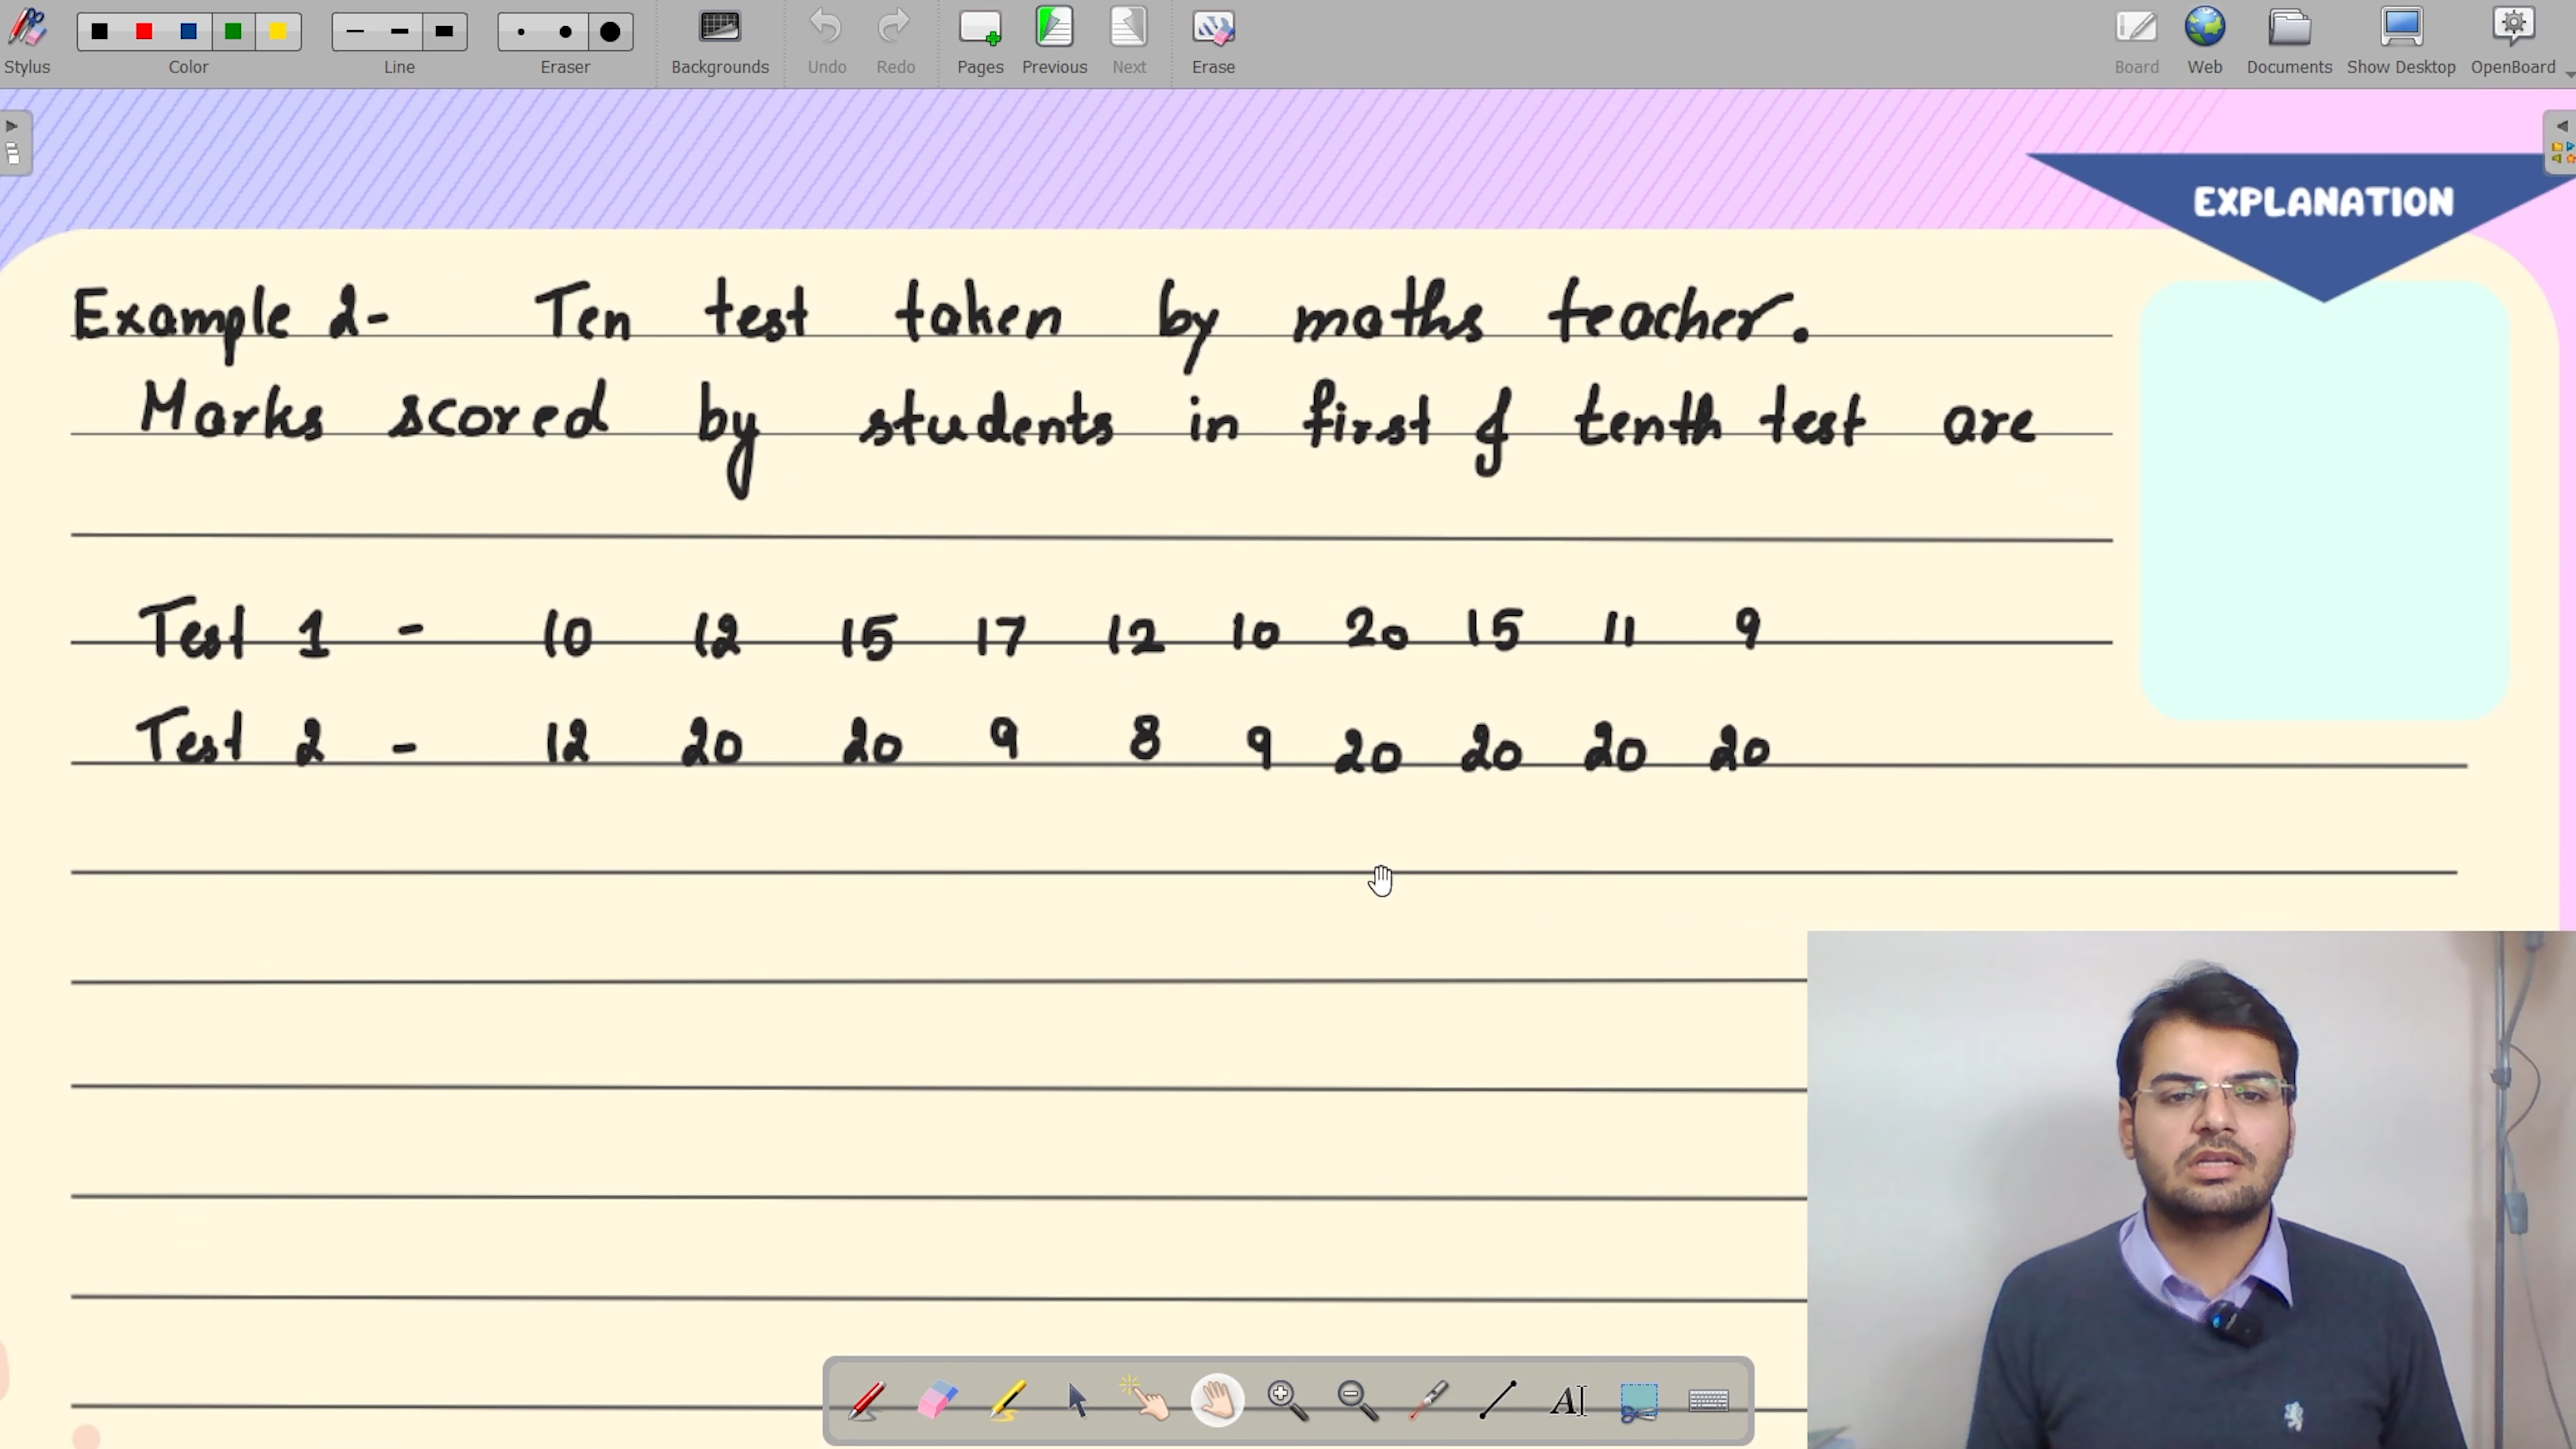 Stylus Color Line Eraser Backgrounds Undo Redo Pages Previous Next Erase Board Web Documents Show Desktop OpenBoard
EXPLANATION
Example 2- Ten test taken by maths teacher.
Marks scored by students in first & tenth test are
Test 1 - 10 12 15 17 12 10 20 15 11 9
Test 2 - 12 20 20 9 8 9 20 20 20 20